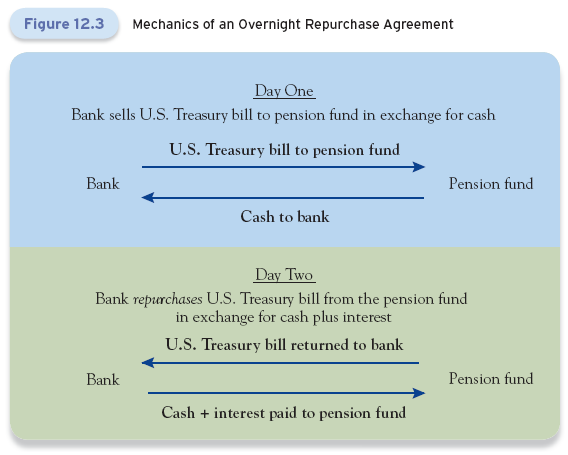 Figure 12.3 Mechanics of an Overnight Repurchase Agreement
Day One
Bank sells U.S. Treasury bill to pension fund in exchange for cash
U.S. Treasury bill to pension fund
Bank Pension fund
Cash to bank
Day Two
Bank repurchases U.S. Treasury bill from the pension fund
in exchange for cash plus interest
U.S. Treasury bill returned to bank
Bank Pension fund
Cash + interest paid to pension fund